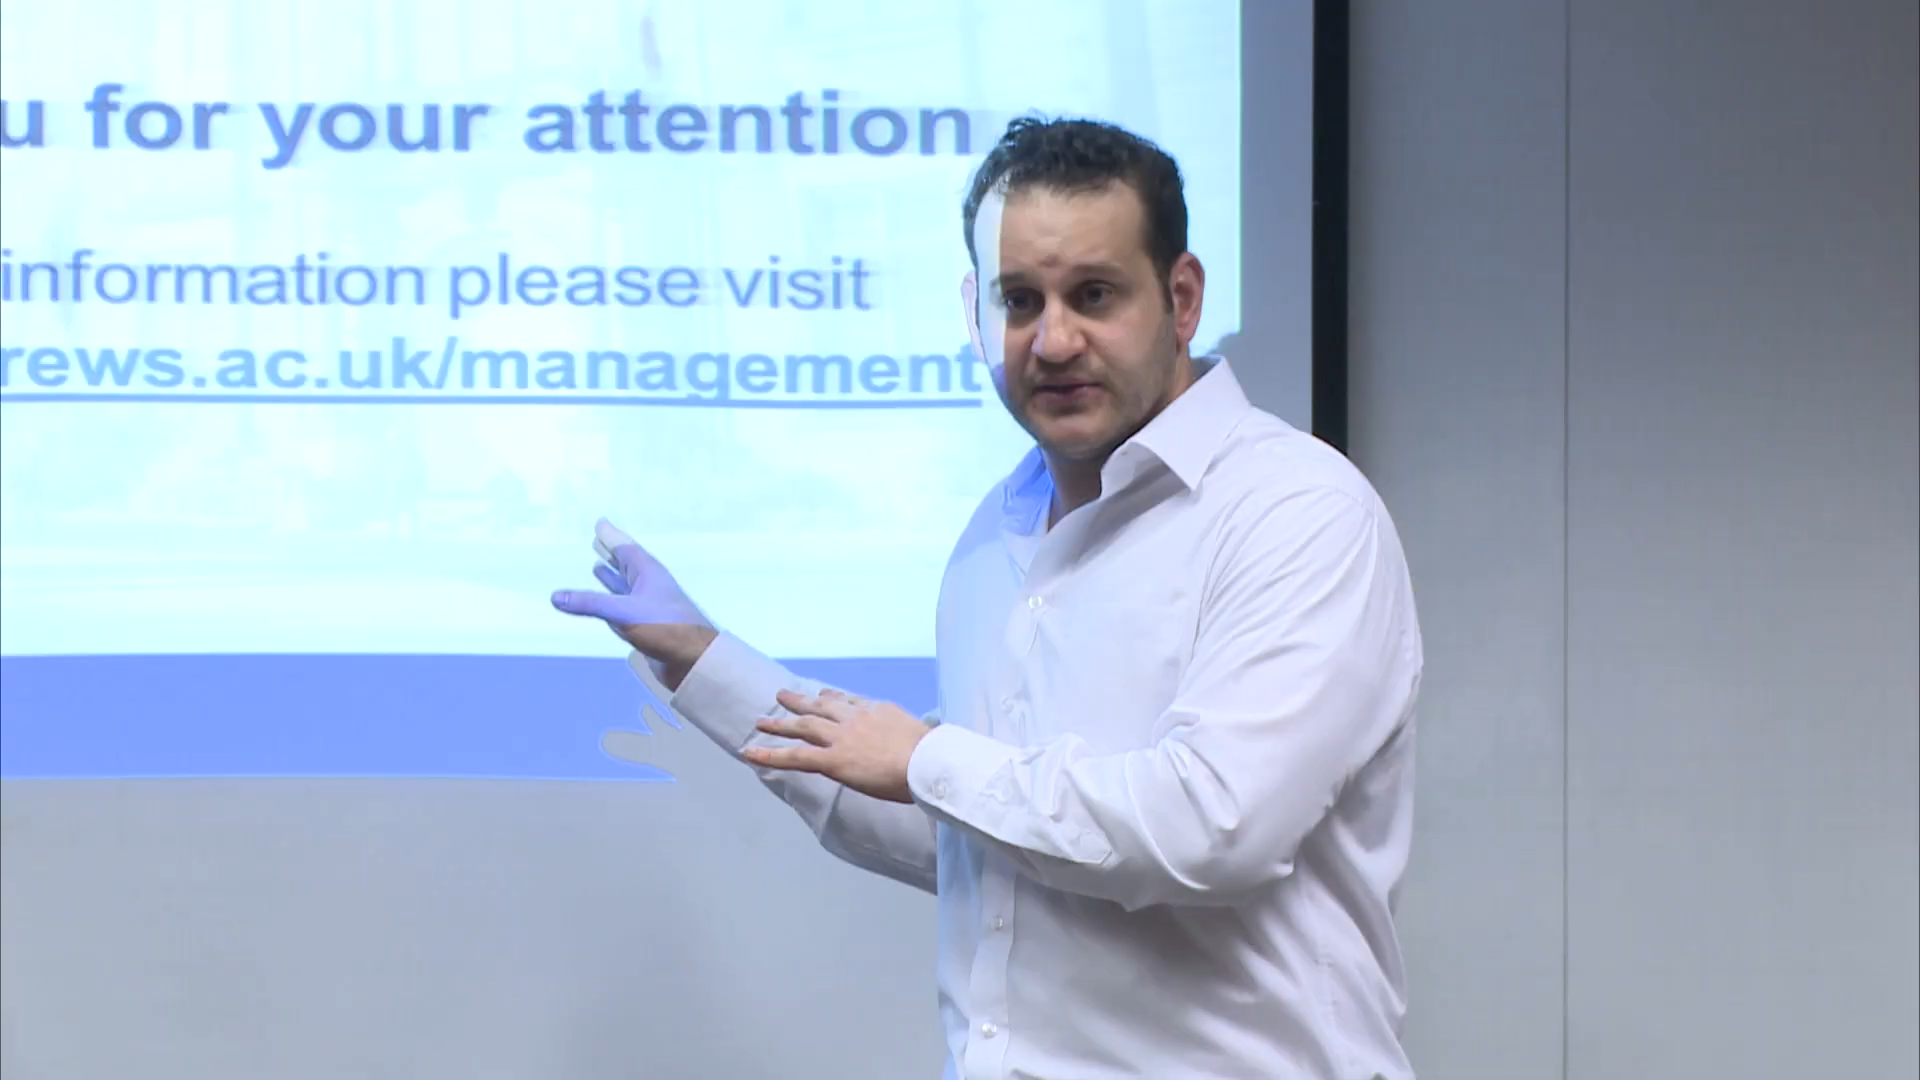 u for your attention
information please visit
rews.ac.uk/management